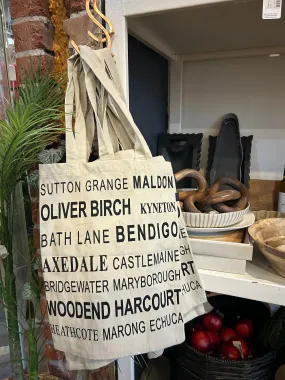 SUTTON GRANGE MALDON
OLIVER BIRCH KYNETON
BATH LANE BENDIGO
AXEDALE CASTLEMAINE
BRIDGEWATER MARYBOROUGH
WOODEND HARCOURT
HEATHCOTE MARONG ECHUCA